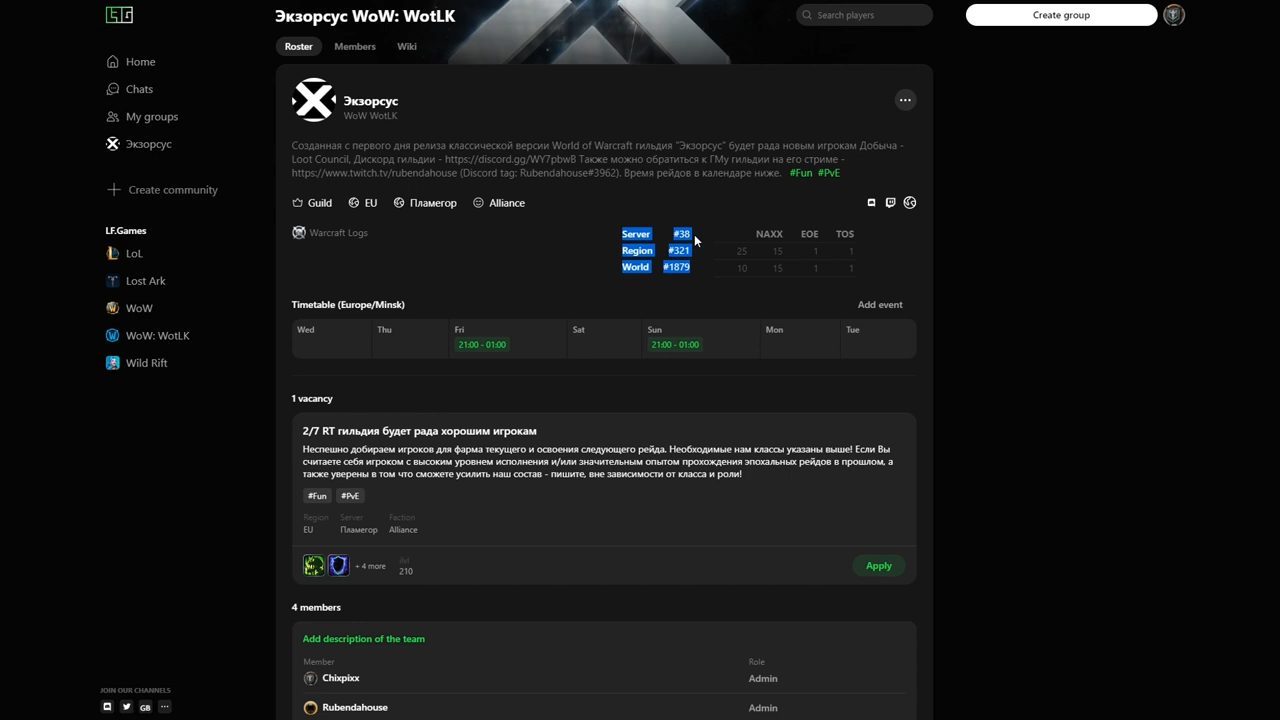 LFG
Экзорсус WoW: WotLK
Search players
Create group
Roster
Members
Wiki
Home
Chats
My groups
Экзорсус
Create community
LF.Games
LoL
Lost Ark
WoW
WoW: WotLK
Wild Rift
JOIN OUR CHANNELS
GB
Экзорсус
WoW WotLK
Созданная с первого дня релиза классической версии World of Warcraft гильдия "Экзорсус" будет рада новым игрокам Добыча -
Loot Council, Дискорд гильдии - https://discord.gg/WY7pbwB Также можно обратиться к ГМу гильдии на его стриме -
https://www.twitch.tv/rubendahouse (Discord tag: Rubendahouse#3962). Время рейдов в календаре ниже. #Fun #PvE
Guild EU Пламегор Alliance
Warcraft Logs
Server #38
Region #321
World #1879
NAXX EOE TOS
25 15 1 1
10 15 1 1
Timetable (Europe/Minsk)
Add event
Wed Thu Fri Sat Sun Mon Tue
21:00 - 01:00 21:00 - 01:00
1 vacancy
2/7 RT гильдия будет рада хорошим игрокам
Неспешно добираем игроков для фарма текущего и освоения следующего рейда. Необходимые нам классы указаны выше! Если Вы
считаете себя игроком с высоким уровнем исполнения и/или значительным опытом прохождения эпохальных рейдов в прошлом, а
также уверены в том что сможете усилить наш состав - пишите, вне зависимости от класса и роли!
#Fun #PvE
Region Server Faction
EU Пламегор Alliance
+ 4 more
ilvl
210
Apply
4 members
Add description of the team
Member Role
Chixpixx Admin
Rubendahouse Admin